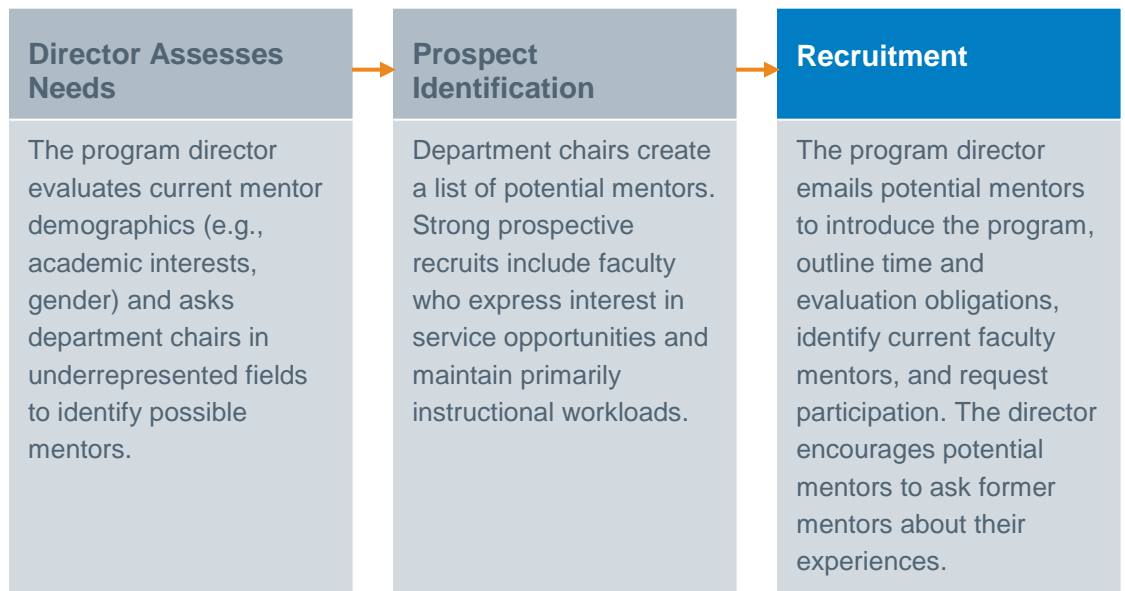 Director Assesses
Needs
The program director
evaluates current mentor
demographics (e.g.,
academic interests,
gender) and asks
department chairs in
underrepresented fields
to identify possible
mentors.
Prospect
Identification
Department chairs create
a list of potential mentors.
Strong prospective
recruits include faculty
who express interest in
service opportunities and
maintain primarily
instructional workloads.
Recruitment
The program director
emails potential mentors
to introduce the program,
outline time and
evaluation obligations,
identify current faculty
mentors, and request
participation. The director
encourages potential
mentors to ask former
mentors about their
experiences.